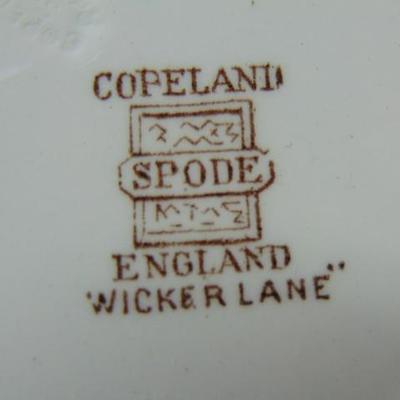 COPELAND
SPODE
ENGLAND
"WICKER LANE"